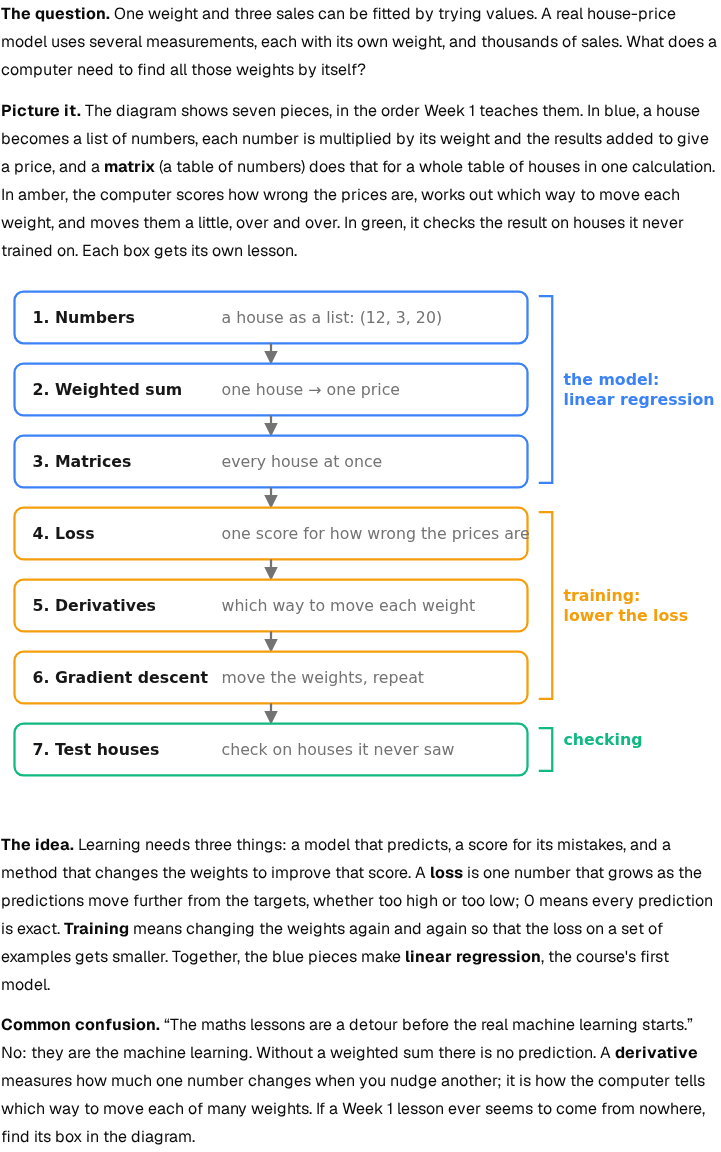 The question. One weight and three sales can be fitted by trying values. A real house-price
model uses several measurements, each with its own weight, and thousands of sales. What does a
computer need to find all those weights by itself?
Picture it. The diagram shows seven pieces, in the order Week 1 teaches them. In blue, a house
becomes a list of numbers, each number is multiplied by its weight and the results added to give
a price, and a matrix (a table of numbers) does that for a whole table of houses in one calculation.
In amber, the computer scores how wrong the prices are, works out which way to move each
weight, and moves them a little, over and over. In green, it checks the result on houses it never
trained on. Each box gets its own lesson.
1. Numbers a house as a list: (12, 3, 20)
2. Weighted sum one house → one price
3. Matrices every house at once
the model:
linear regression
4. Loss one score for how wrong the prices are
5. Derivatives which way to move each weight
6. Gradient descent move the weights, repeat
training:
lower the loss
7. Test houses check on houses it never saw
checking
The idea. Learning needs three things: a model that predicts, a score for its mistakes, and a
method that changes the weights to improve that score. A loss is one number that grows as the
predictions move further from the targets, whether too high or too low; 0 means every prediction
is exact. Training means changing the weights again and again so that the loss on a set of
examples gets smaller. Together, the blue pieces make linear regression, the course's first
model.
Common confusion. “The maths lessons are a detour before the real machine learning starts.”
No: they are the machine learning. Without a weighted sum there is no prediction. A derivative
measures how much one number changes when you nudge another; it is how the computer tells
which way to move each of many weights. If a Week 1 lesson ever seems to come from nowhere,
find its box in the diagram.